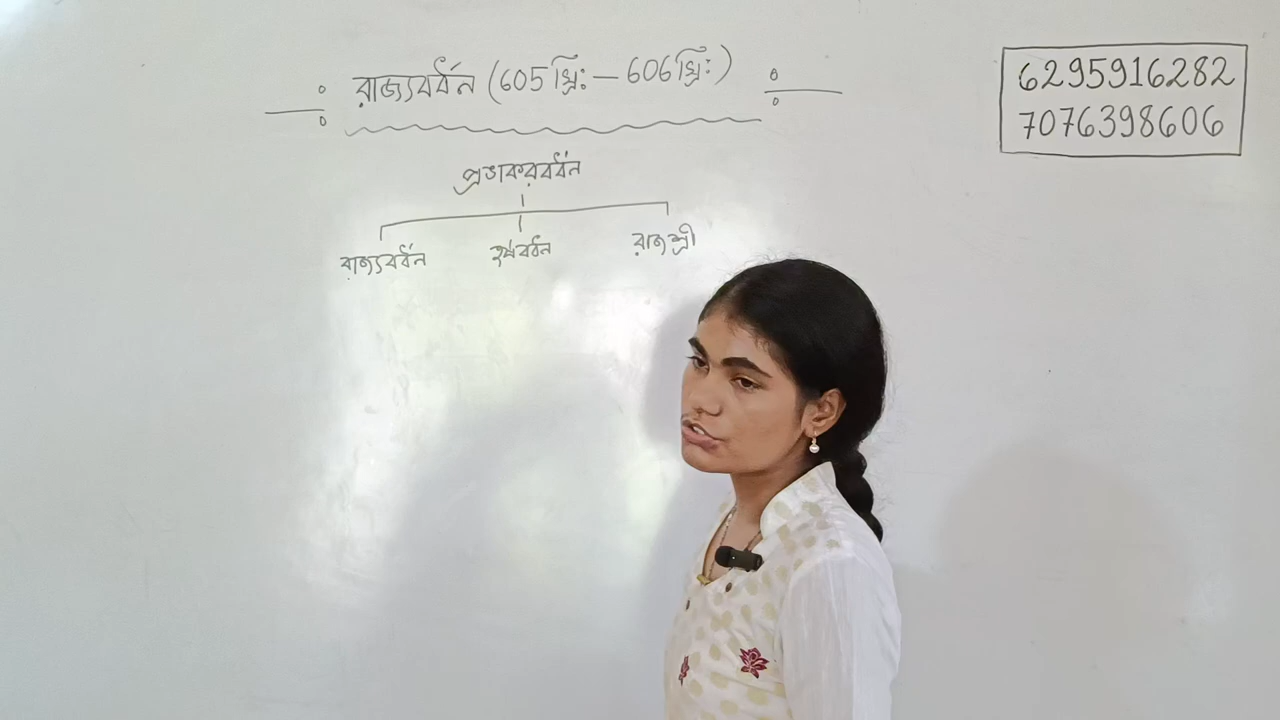 রাজ্যবর্ধন (605 খ্রিঃ – 606 খ্রিঃ)
6295916282
7076398606
প্রভাকরবর্ধন
রাজ্যবর্ধন হর্ষবর্ধন রাজশ্রী